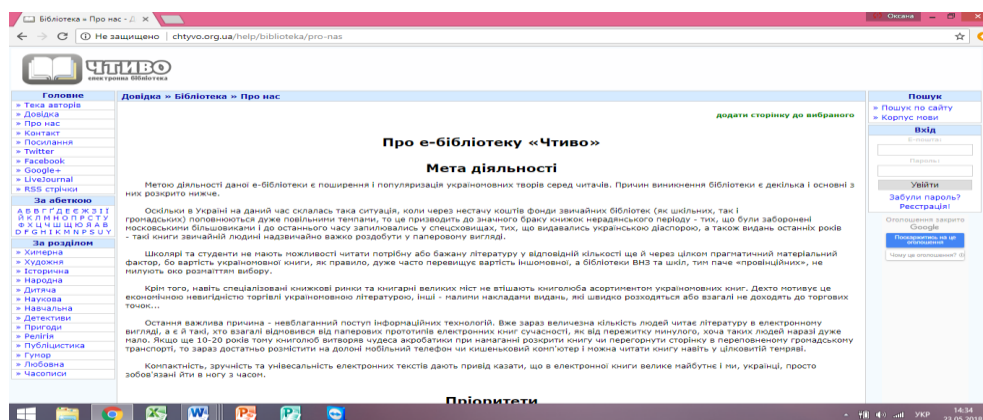 Бібліотека » Про нас - Д
Оксана
Не защищено | chtyvo.org.ua/help/biblioteka/pro-nas
ЧТИВО
електронна бібліотека
Головне
» Тека авторів
» Довідка
» Про нас
» Контакт
» Посилання
» Twitter
» Facebook
» Google+
» LiveJournal
» RSS стрічки
За абеткою
А Б В Г Ґ Д Е Є Ж З І Ї
Й К Л М Н О П Р С Т У
Ф Х Ц Ч Ш Щ Ю Я A B
D F G H I K M N P S U V
За розділом
» Химерна
» Художня
» Історична
» Народна
» Дитяча
» Наукова
» Навчальна
» Детективи
» Пригоди
» Релігія
» Публіцистика
» Гумор
» Любовна
» Часописи
Довідка » Бібліотека » Про нас
додати сторінку до вибраного
Про е-бібліотеку «Чтиво»
Мета діяльності
Метою діяльності даної е-бібліотеки є поширення і популяризація україномовних творів серед читачів. Причин виникнення бібліотеки є декілька і основні з
них розкрито нижче.
Оскільки в Україні на даний час склалась така ситуація, коли через нестачу коштів фонди звичайних бібліотек (як шкільних, так і
громадських) поповнюються дуже повільними темпами, то це призводить до значного браку книжок нерадянського періоду - тих, що були заборонені
московськими більшовиками і до останнього часу запилювались у спецсховищах, тих, що видавались українською діаспорою, а також видань останніх років
- такі книги звичайній людині надзвичайно важко роздобути у паперовому вигляді.
Школярі та студенти не мають можливості читати потрібну або бажану літературу у відповідній кількості ще й через цілком прагматичний матеріальний
фактор, бо вартість україномовної книги, як правило, дуже часто перевищує вартість іншомовної, а бібліотеки ВНЗ та шкіл, тим паче «провінційних», не
милують око розмаїттям вибору.
Крім того, навіть спеціалізовані книжкові ринки та книгарні великих міст не втішають книголюба асортиментом україномовних книг. Дехто мотивує це
економічною невигідністю торгівлі україномовною літературою, інші - малими накладами видань, які швидко розходяться або взагалі не доходять до торгових
точок...
Остання важлива причина - невблаганний поступ інформаційних технологій. Вже зараз величезна кількість людей читає літературу в електронному
вигляді, а є й такі, хто взагалі відмовився від паперових прототипів електронних книг сучасності, як від пережитку минулого, хоча таких людей наразі дуже
мало. Якщо ще 10-20 років тому книголюб витворяв чудеса акробатики при намаганні розкрити книгу чи перегорнути сторінку в переповненому громадському
транспорті, то зараз достатньо розмістити на долоні мобільний телефон чи кишеньковий комп'ютер і можна читати книгу навіть у цілковитій темряві.
Компактність, зручність та унівесальність електронних текстів дають привід казати, що в електронної книги велике майбутнє і ми, українці, просто
зобов'язані йти в ногу з часом.
Пріоритети
Пошук
» Пошук по сайту
» Корпус мови
Вхід
Е-пошта:
Пароль:
Увійти
Забули пароль?
Реєстрація!
Оголошення закрито
Google
Поскаржитись на це
оголошення
Чому це оголошення?
УКР
14:34
23.05.2018